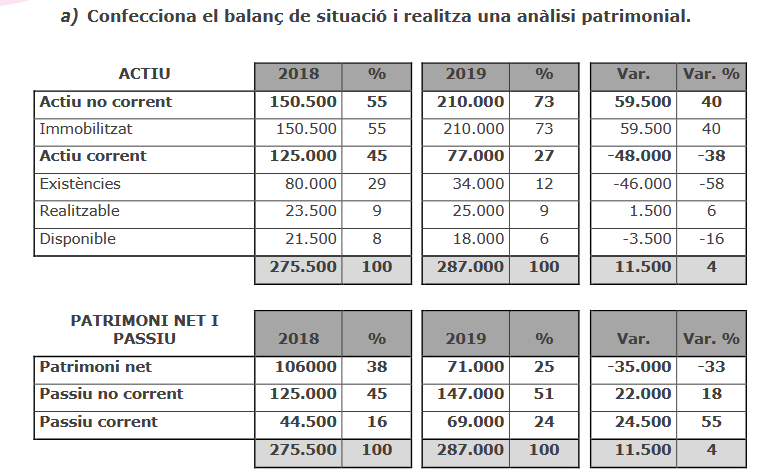 a) Confecciona el balanç de situació i realitza una anàlisi patrimonial.
ACTIU 2018 % 2019 % Var. Var. %
Actiu no corrent 150.500 55 210.000 73 59.500 40
Immobilitzat 150.500 55 210.000 73 59.500 40
Actiu corrent 125.000 45 77.000 27 -48.000 -38
Existències 80.000 29 34.000 12 -46.000 -58
Realitzable 23.500 9 25.000 9 1.500 6
Disponible 21.500 8 18.000 6 -3.500 -16
275.500 100 287.000 100 11.500 4
PATRIMONI NET I
PASSIU 2018 % 2019 % Var. Var. %
Patrimoni net 106000 38 71.000 25 -35.000 -33
Passiu no corrent 125.000 45 147.000 51 22.000 18
Passiu corrent 44.500 16 69.000 24 24.500 55
275.500 100 287.000 100 11.500 4